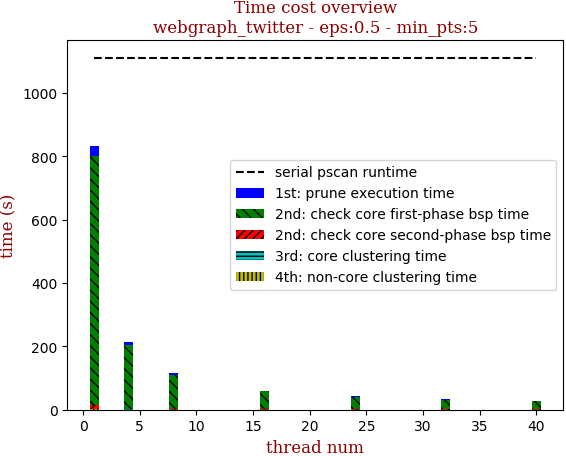 Time cost overview
webgraph_twitter - eps:0.5 - min_pts:5
time (s)
1000
800
600
400
200
0
serial pscan runtime
1st: prune execution time
2nd: check core first-phase bsp time
2nd: check core second-phase bsp time
3rd: core clustering time
4th: non-core clustering time
0 5 10 15 20 25 30 35 40
thread num